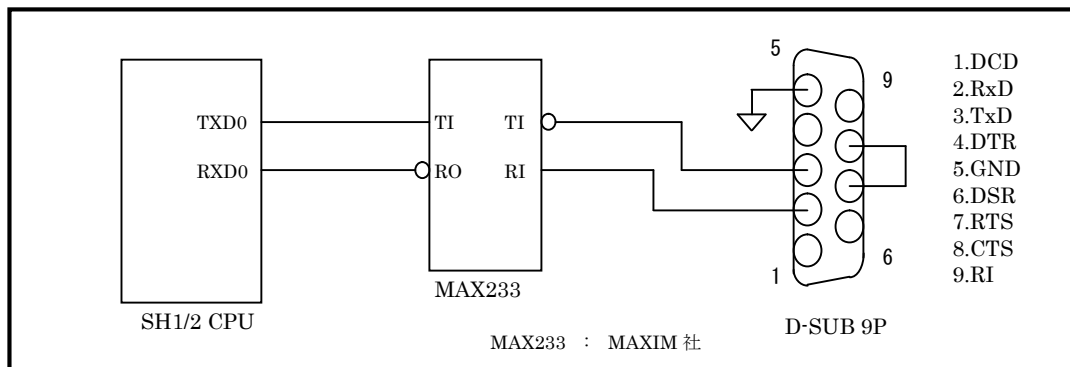 TXD0
RXD0
SH1/2 CPU
TI
RO
TI
RI
MAX233
MAX233 : MAXIM 社
5
9
1
6
D-SUB 9P
1.DCD
2.RxD
3.TxD
4.DTR
5.GND
6.DSR
7.RTS
8.CTS
9.RI